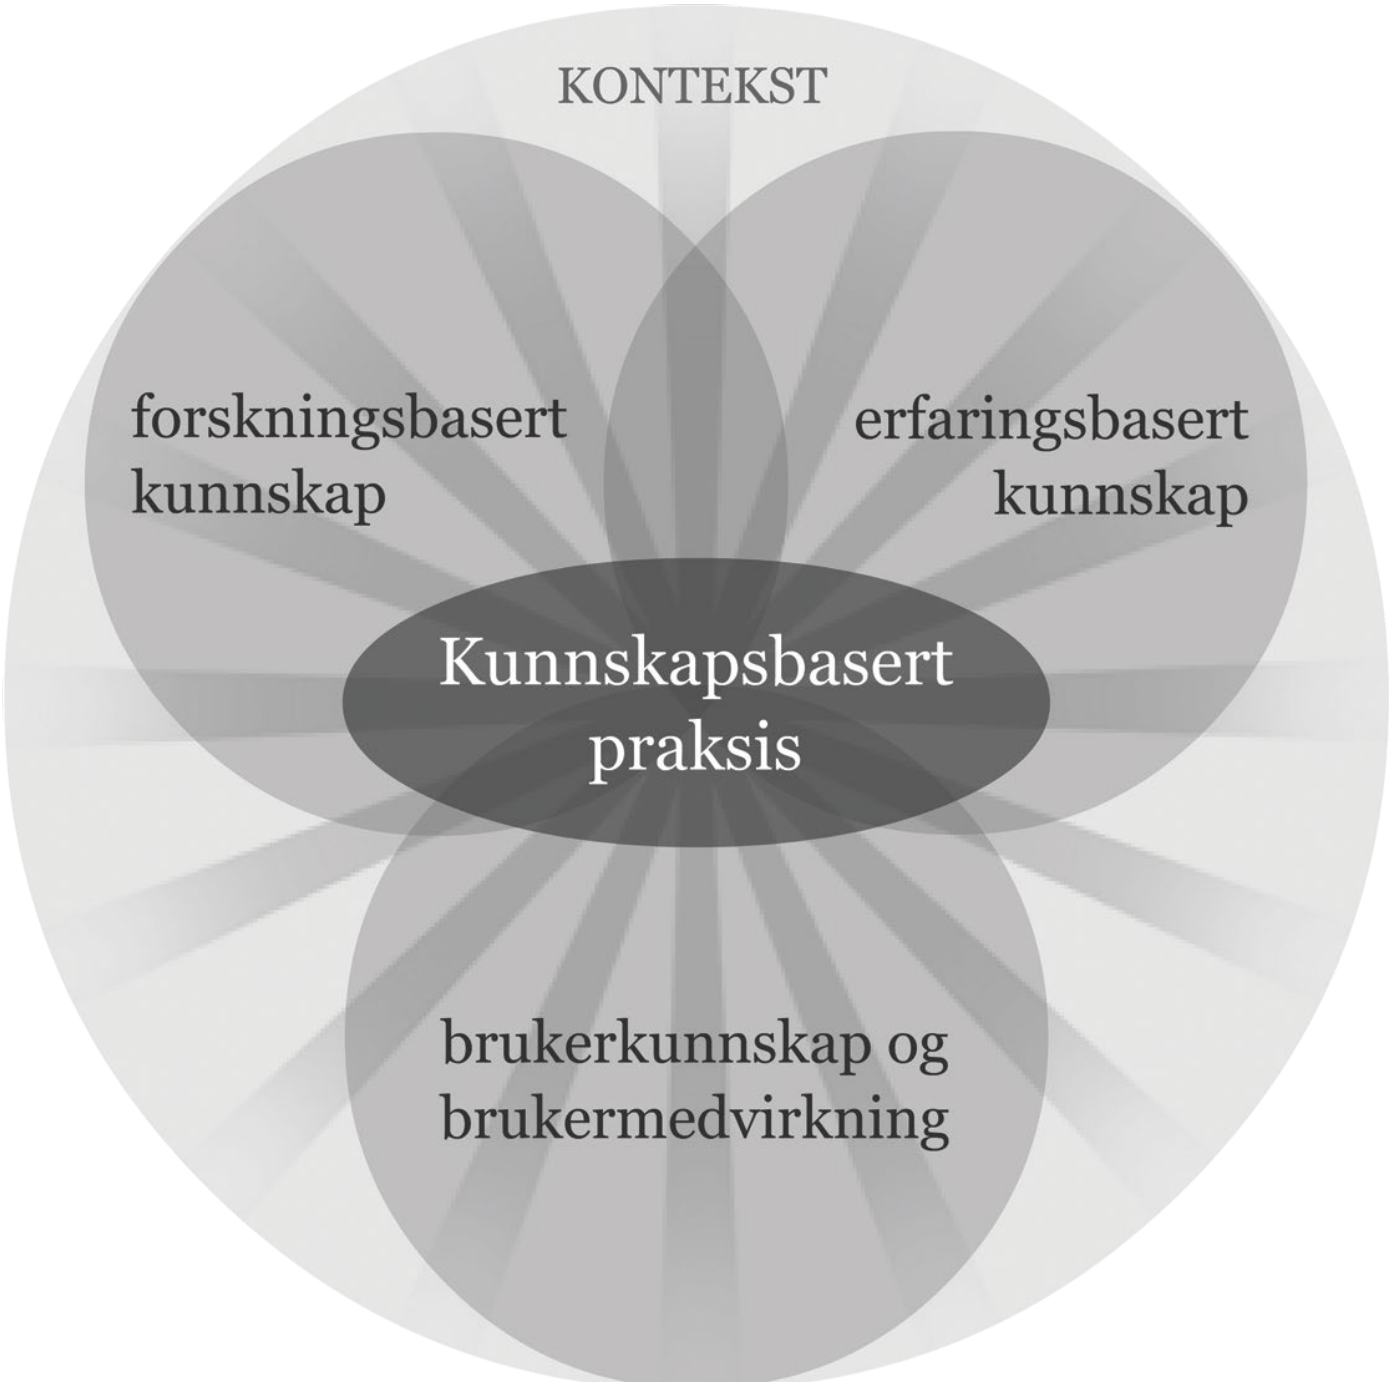 KONTEKST
forskningsbasert
kunnskap
erfaringsbasert
kunnskap
Kunnskapsbasert
praksis
brukerkunnskap og
brukermedvirkning